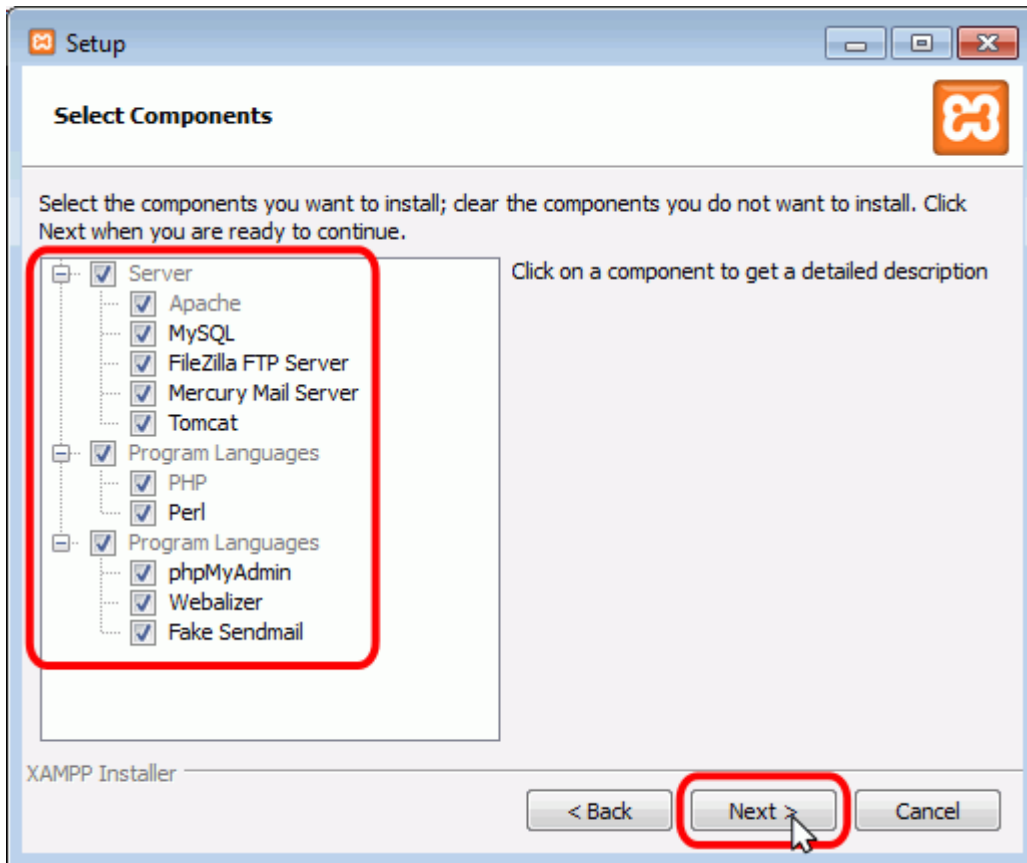 Setup
Select Components
Select the components you want to install; clear the components you do not want to install. Click
Next when you are ready to continue.
Server
Apache
MySQL
FileZilla FTP Server
Mercury Mail Server
Tomcat
Program Languages
PHP
Perl
Program Languages
phpMyAdmin
Webalizer
Fake Sendmail
Click on a component to get a detailed description
XAMPP Installer
< Back
Next >
Cancel